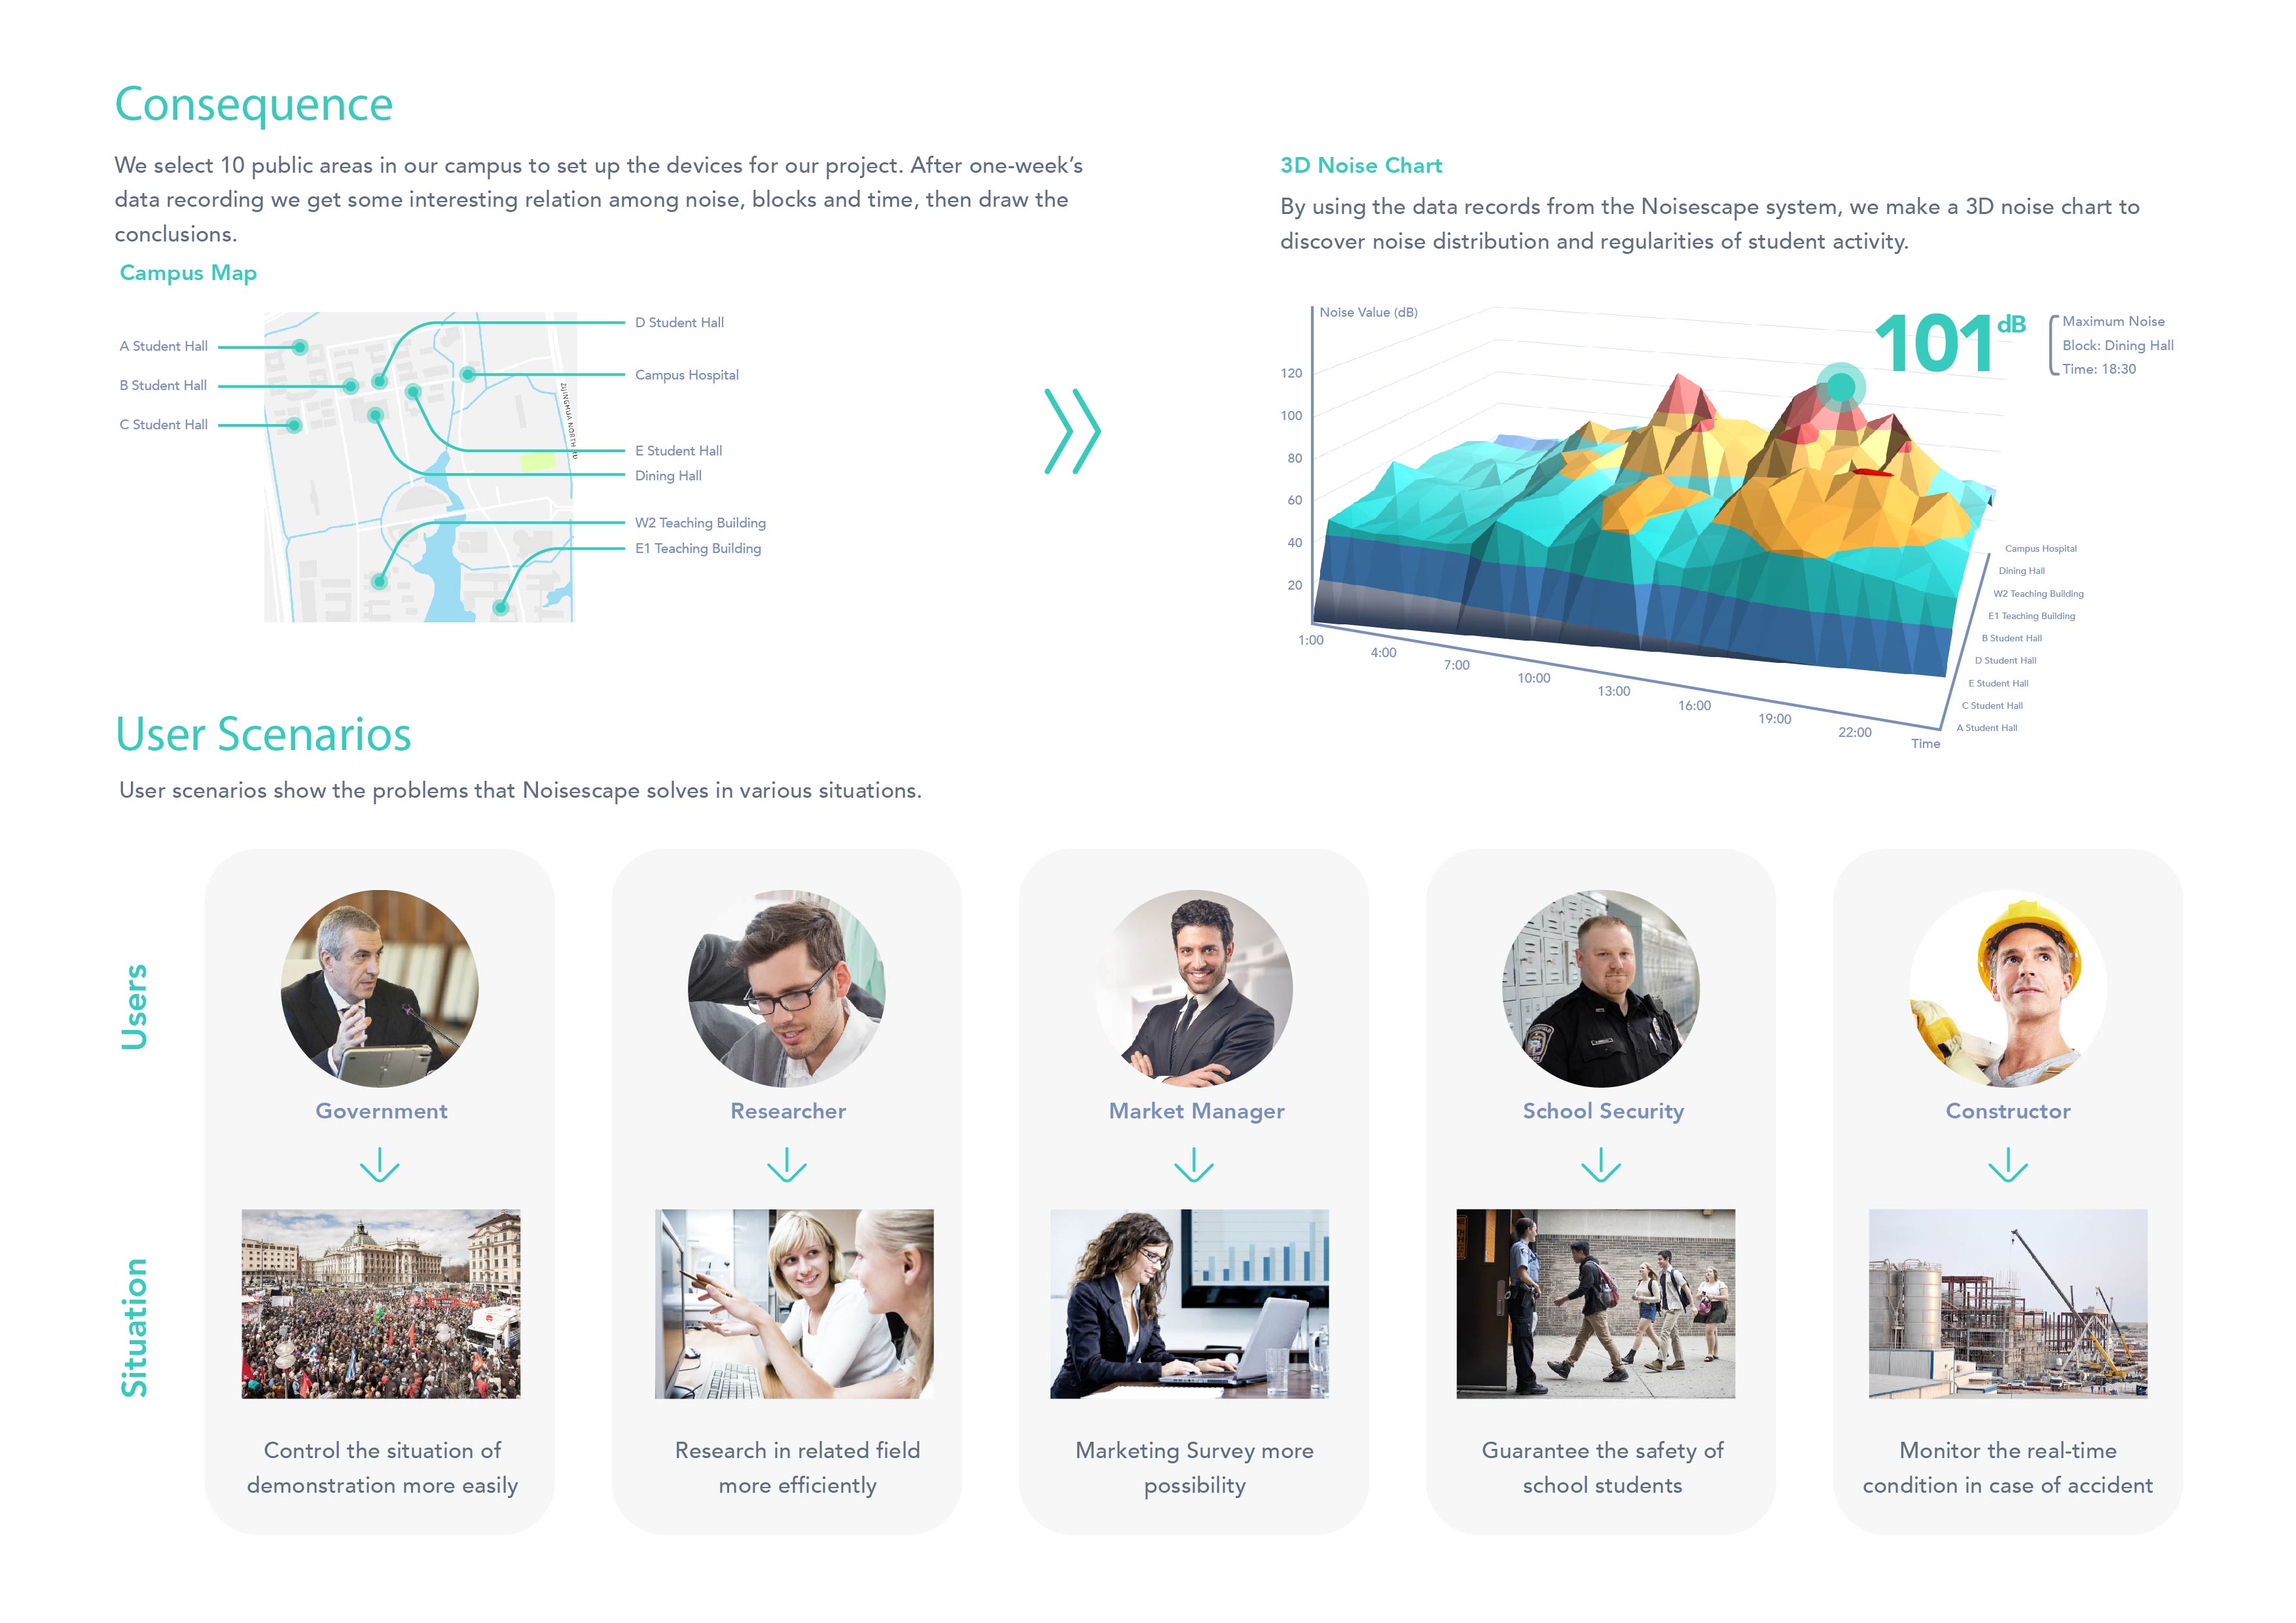 Consequence
We select 10 public areas in our campus to set up the devices for our project. After one-week’s
data recording we get some interesting relation among noise, blocks and time, then draw the
conclusions.
Campus Map
A Student Hall
B Student Hall
C Student Hall
D Student Hall
Campus Hospital
E Student Hall
Dining Hall
W2 Teaching Building
E1 Teaching Building
ZIJINGHUA NORTH RD
3D Noise Chart
By using the data records from the Noisescape system, we make a 3D noise chart to
discover noise distribution and regularities of student activity.
Noise Value (dB)
120
100
80
60
40
20
101 dB
Maximum Noise
Block: Dining Hall
Time: 18:30
1:00
4:00
7:00
10:00
13:00
16:00
19:00
22:00
Time
Campus Hospital
Dining Hall
W2 Teaching Building
E1 Teaching Building
B Student Hall
D Student Hall
E Student Hall
C Student Hall
A Student Hall
User Scenarios
User scenarios show the problems that Noisescape solves in various situations.
Users
Government
Researcher
Market Manager
School Security
Constructor
Situation
Control the situation of
demonstration more easily
Research in related field
more efficiently
Marketing Survey more
possibility
Guarantee the safety of
school students
Monitor the real-time
condition in case of accident